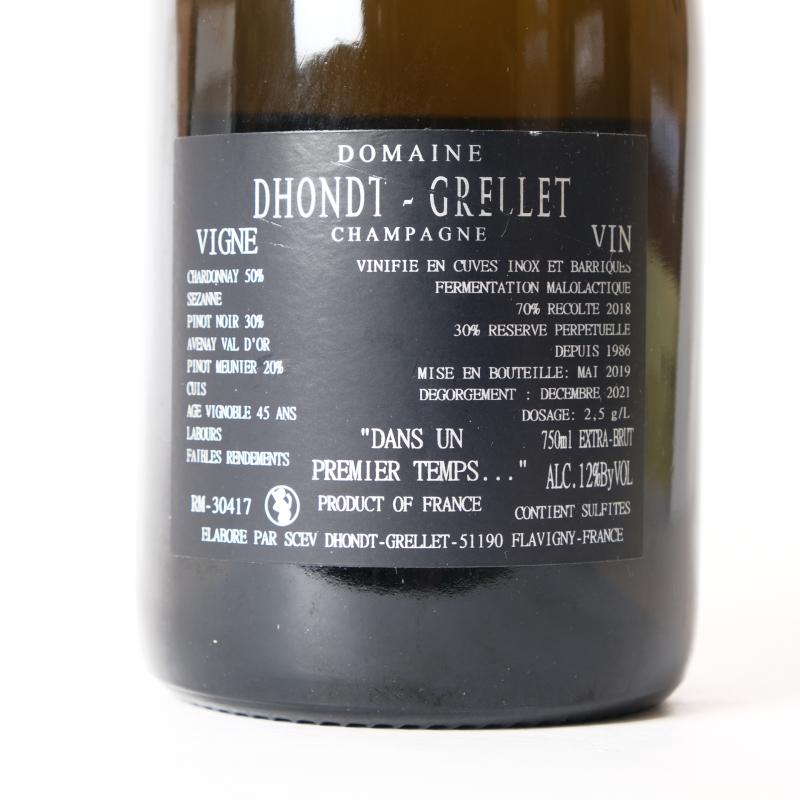 DOMAINE
DHONDT - GRELLET
CHAMPAGNE
VIGNE
CHARDONNAY 50%
SEZANNE
PINOT NOIR 30%
AVENAY VAL D'OR
PINOT MEUNIER 20%
CUIS
AGE VIGNOBLE 45 ANS
LABOURS
FAIBLES RENDEMENTS
VIN
VINIFIE EN CUVES INOX ET BARRIQUES
FERMENTATION MALOLACTIQUE
70% RECOLTE 2018
30% RESERVE PERPETUELLE
DEPUIS 1986
MISE EN BOUTEILLE: MAI 2019
DEGORGEMENT : DECEMBRE 2021
DOSAGE: 2,5 g/L
"DANS UN
PREMIER TEMPS..."
750ml EXTRA-BRUT
ALC.12%ByVOL
RM-30417
PRODUCT OF FRANCE
CONTIENT SULFITES
ELABORE PAR SCEV DHONDT-GRELLET-51190 FLAVIGNY-FRANCE